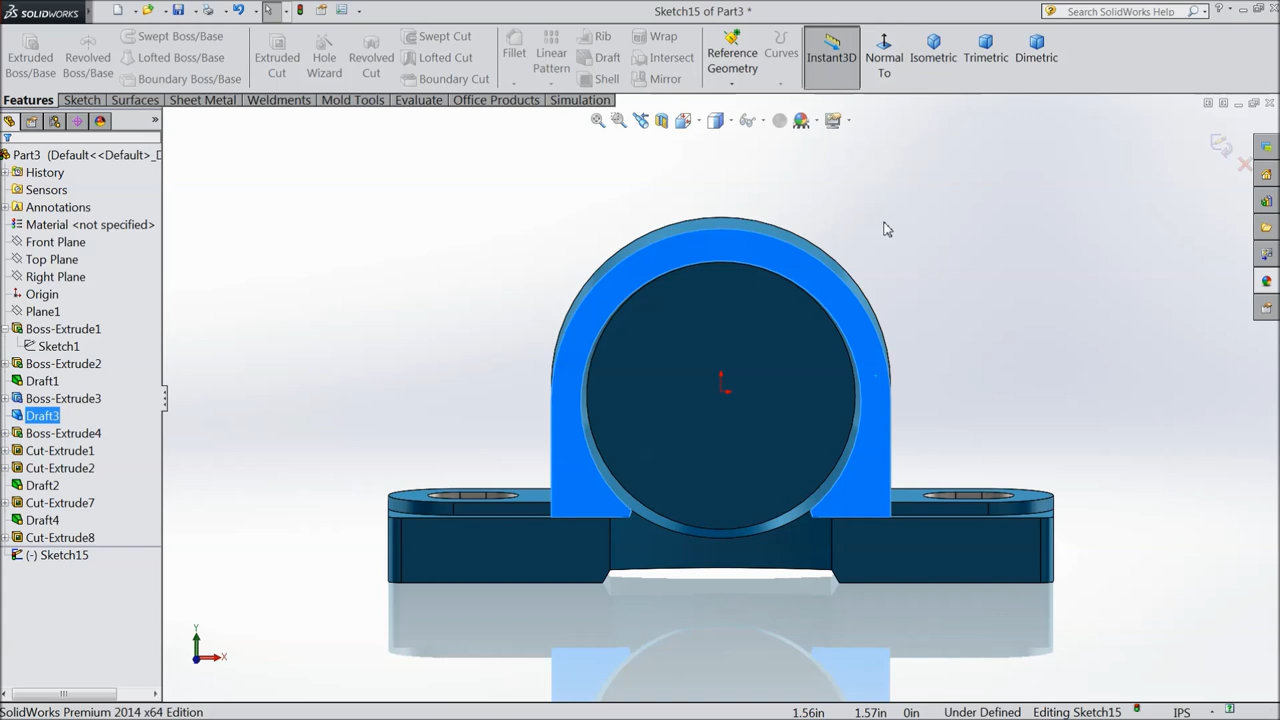 SOLIDWORKS
Sketch15 of Part3 *
Search SolidWorks Help
Extruded Boss/Base
Revolved Boss/Base
Swept Boss/Base
Lofted Boss/Base
Boundary Boss/Base
Extruded Cut
Hole Wizard
Revolved Cut
Swept Cut
Lofted Cut
Boundary Cut
Fillet
Linear Pattern
Rib
Draft
Shell
Wrap
Intersect
Mirror
Reference Geometry
Curves
Instant3D
Normal To
Isometric
Trimetric
Dimetric
Features
Sketch
Surfaces
Sheet Metal
Weldments
Mold Tools
Evaluate
Office Products
Simulation
Part3 (Default<<Default>_D
History
Sensors
Annotations
Material <not specified>
Front Plane
Top Plane
Right Plane
Origin
Plane1
Boss-Extrude1
Sketch1
Boss-Extrude2
Draft1
Boss-Extrude3
Draft3
Boss-Extrude4
Cut-Extrude1
Cut-Extrude2
Draft2
Cut-Extrude7
Draft4
Cut-Extrude8
(-) Sketch15
Y
X
SolidWorks Premium 2014 x64 Edition
1.56in
1.57in
0in
Under Defined
Editing Sketch15
IPS